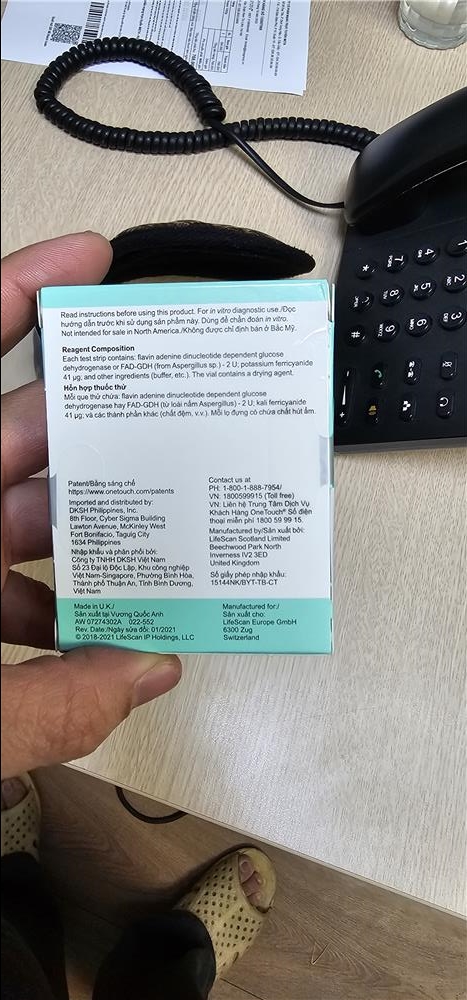 Read instructions before using this product. For in vitro diagnostic use./Đọc
hướng dẫn trước khi sử dụng sản phẩm này. Dùng để chẩn đoán in vitro.
Not intended for sale in North America./Không được chỉ định bán ở Bắc Mỹ.
Reagent Composition
Each test strip contains: flavin adenine dinucleotide dependent glucose
dehydrogenase or FAD-GDH (from Aspergillus sp.) - 2 U; potassium ferricyanide
41 µg; and other ingredients (buffer, etc.). The vial contains a drying agent.
Hỗn hợp thuốc thử
Mỗi que thử chứa: flavin adenine dinucleotide dependent glucose
dehydrogenase hay FAD-GDH (từ loài nấm Aspergillus) - 2 U; kali ferricyanide
41 µg; và các thành phần khác (chất đệm, v.v.). Mỗi lọ đựng có chứa chất hút ẩm.
Patent/Bằng sáng chế
https://www.onetouch.com/patents
Imported and distributed by:
DKSH Philippines, Inc.
8th Floor, Cyber Sigma Building
Lawton Avenue, McKinley West
Fort Bonifacio, Taguig City
1634 Philippines
Nhập khẩu và phân phối bởi:
Công ty TNHH DKSH Việt Nam
Số 23 Đại lộ Độc Lập, Khu công nghiệp
Việt Nam-Singapore, Phường Bình Hòa,
Thành phố Thuận An, Tỉnh Bình Dương,
Việt Nam
Contact us at
PH: 1-800-1-888-7954/
VN: 1800599915 (Toll free)
VN: Liên hệ Trung Tâm Dịch Vụ
Khách Hàng OneTouch® Số điện
thoại miễn phí 1800 59 99 15.
Manufactured by/Sản xuất bởi:
LifeScan Scotland Limited
Beechwood Park North
Inverness IV2 3ED
United Kingdom
Số giấy phép nhập khẩu:
15144NK/BYT-TB-CT
Made in U.K./
Sản xuất tại Vương Quốc Anh
AW 07274302A 022-552
Rev. Date:/Ngày sửa đổi: 01/2021
© 2018-2021 LifeScan IP Holdings, LLC
Manufactured for:/
Sản xuất cho:
LifeScan Europe GmbH
6300 Zug
Switzerland
1
4
7
*
2
5
8
0
3
6
9
#